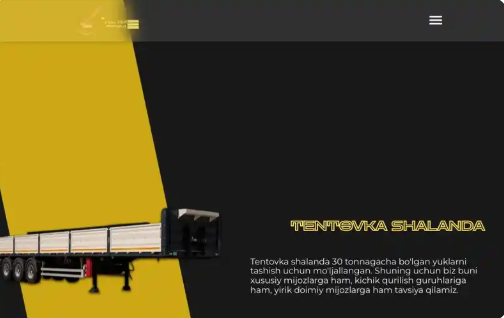 TENTOVKA SHALANDA
Tentovka shalanda 30 tonnagacha bo'lgan yuklarni
tashish uchun mo'ljallangan. Shuning uchun biz buni
xususiy mijozlarga ham, kichik qurilish guruhlariga
ham, yirik doimiy mijozlarga ham tavsiya qilamiz.